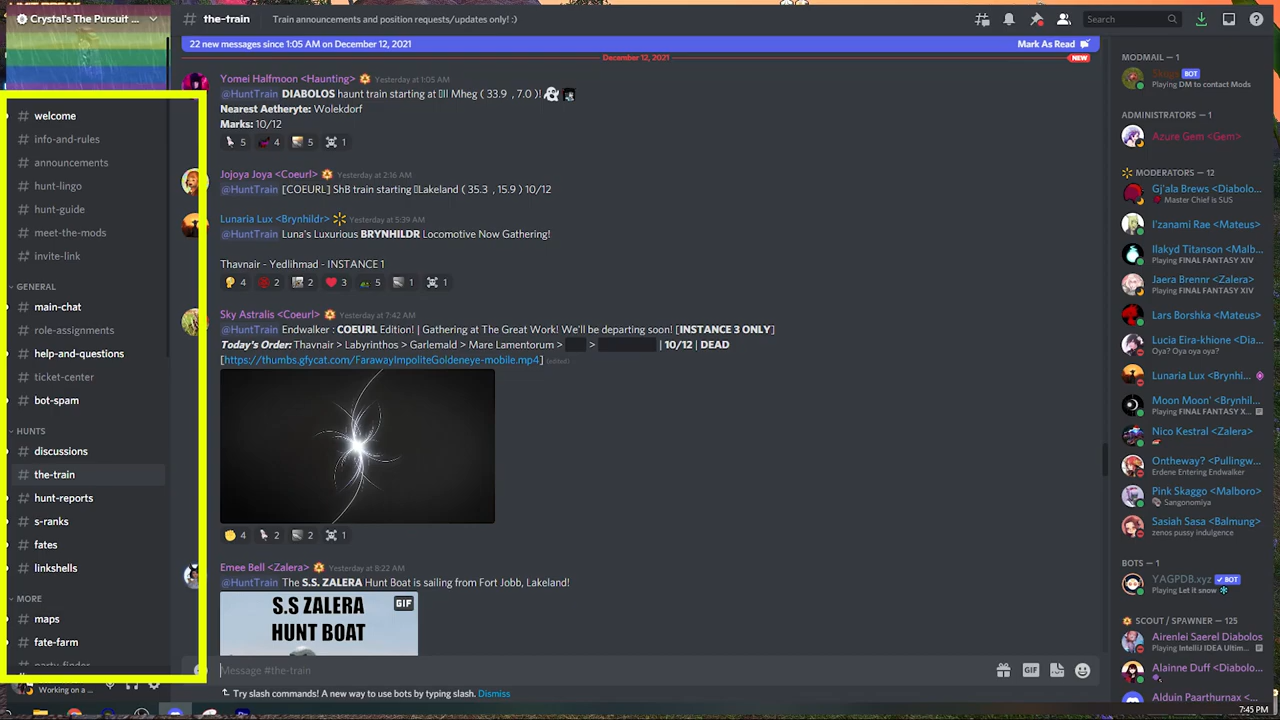 Crystal's The Pursuit ...
# the-train
Train announcements and position requests/updates only! :)
Search
22 new messages since 1:05 AM on December 12, 2021
Mark As Read
December 12, 2021
NEW
# welcome
# info-and-rules
# announcements
# hunt-lingo
# hunt-guide
# meet-the-mods
# invite-link
GENERAL
# main-chat
# role-assignments
# help-and-questions
# ticket-center
# bot-spam
HUNTS
# discussions
# the-train
# hunt-reports
# s-ranks
# fates
# linkshells
MORE
# maps
# fate-farm
party-finder
Working on a ...
Yomei Halfmoon <Haunting> Yesterday at 1:05 AM
@HuntTrain DIABOLOS haunt train starting at Il Mheg ( 33.9 , 7.0 )!
Nearest Aetheryte: Wolekdorf
Marks: 10/12
5 4 5 1
Jojoya Joya <Coeurl> Yesterday at 2:16 AM
@HuntTrain [COEURL] ShB train starting Lakeland ( 35.3 , 15.9 ) 10/12
Lunaria Lux <Brynhildr> Yesterday at 5:39 AM
@HuntTrain Luna's Luxurious BRYNHILDR Locomotive Now Gathering!
Thavnair - Yedlihmad - INSTANCE 1
4 2 2 3 5 1 1
Sky Astralis <Coeurl> Yesterday at 7:42 AM
@HuntTrain Endwalker : COEURL Edition! | Gathering at The Great Work! We'll be departing soon! [INSTANCE 3 ONLY]
Today's Order: Thavnair > Labyrinthos > Garlemald > Mare Lamentorum > > | 10/12 | DEAD
[https://thumbs.gfycat.com/FarawayImpoliteGoldeneye-mobile.mp4] (edited)
4 2 2 1
Emee Bell <Zalera> Yesterday at 8:22 AM
@HuntTrain The S.S. ZALERA Hunt Boat is sailing from Fort Jobb, Lakeland!
S.S ZALERA
HUNT BOAT
GIF
Message #the-train
GIF
Try slash commands! A new way to use bots by typing slash. Dismiss
MODMAIL — 1
BOT
Playing DM to contact Mods
ADMINISTRATORS — 1
Azure Gem <Gem>
MODERATORS — 12
Gj'ala Brews <Diabolo...
Master Chief is SUS
I'zanami Rae <Mateus>
Ilakyd Titanson <Malb...
Playing FINAL FANTASY XIV
Jaera Brennr <Zalera>
Playing FINAL FANTASY XIV
Lars Borshka <Mateus>
Lucia Eira-khione <Dia...
Oya? Oya oya oya?
Lunaria Lux <Brynhi...
Moon Moon' <Brynhil...
Playing FINAL FANTASY X...
Nico Kestral <Zalera>
Ontheway? <Pullingw...
Erdene Entering Endwalker
Pink Skaggo <Malboro>
Sangonomiya
Sasiah Sasa <Balmung>
zenos pussy indulgence
BOTS — 1
YAGPDB.xyz BOT
Playing Let it snow
SCOUT / SPAWNER — 125
Airenlei Saerel Diabolos
Playing IntelliJ IDEA Ultim...
Alainne Duff <Diabolo...
Alduin Paarthurnax <...
7:45 PM